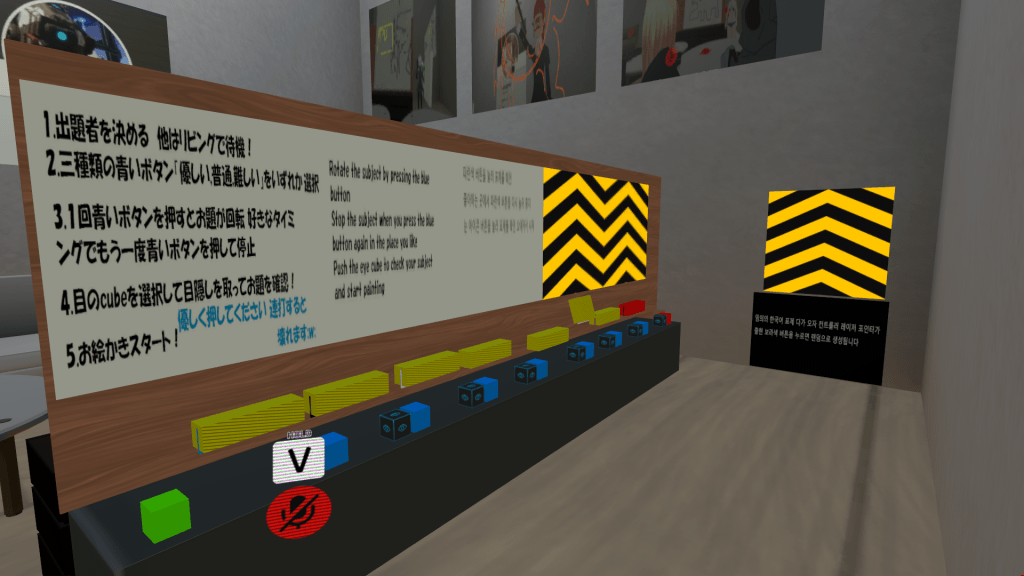 1.出題者を決める 他はリビングで待機！
2.三種類の青いボタン「優しい,普通,難しい」をいずれか選択
3.1回青いボタンを押すとお題が回転 好きなタイミ
ングでもう一度青いボタンを押して停止
4.目のcubeを選択して目隠しを取ってお題を確認！
優しく押してください 連打すると
壊れますw
5.お絵かきスタート！
Rotate the subject by pressing the blue
button
Stop the subject when you press the blue
button again in the place you like
Push the eye cube to check your subject
and start painting
HOLD
V